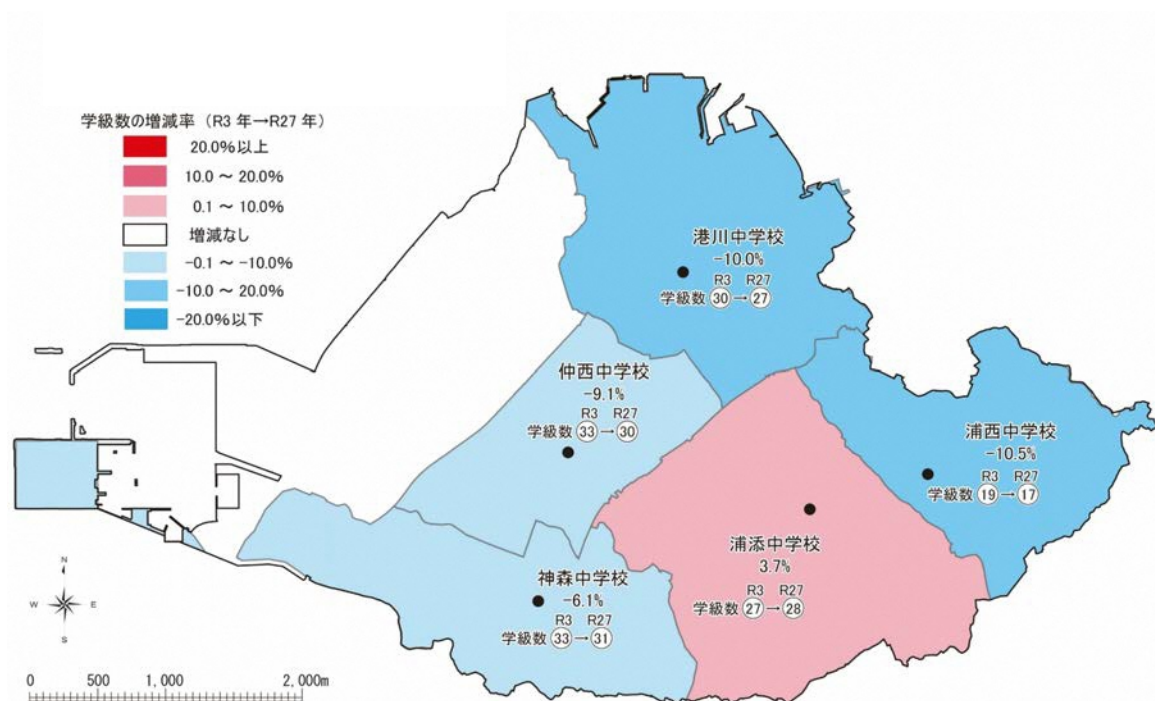 学級数の増減率（R3 年→R27 年）
20.0％以上
10.0 ～ 20.0％
0.1 ～ 10.0％
増減なし
-0.1 ～ -10.0％
-10.0 ～ 20.0％
-20.0％以下
港川中学校
-10.0%
R3 R27
学級数 30 → 27
仲西中学校
-9.1%
R3 R27
学級数 33 → 30
浦西中学校
-10.5%
R3 R27
学級数 19 → 17
浦添中学校
3.7%
R3 R27
学級数 27 → 28
神森中学校
-6.1%
R3 R27
学級数 33 → 31
N
W E
S
0 500 1,000 2,000m